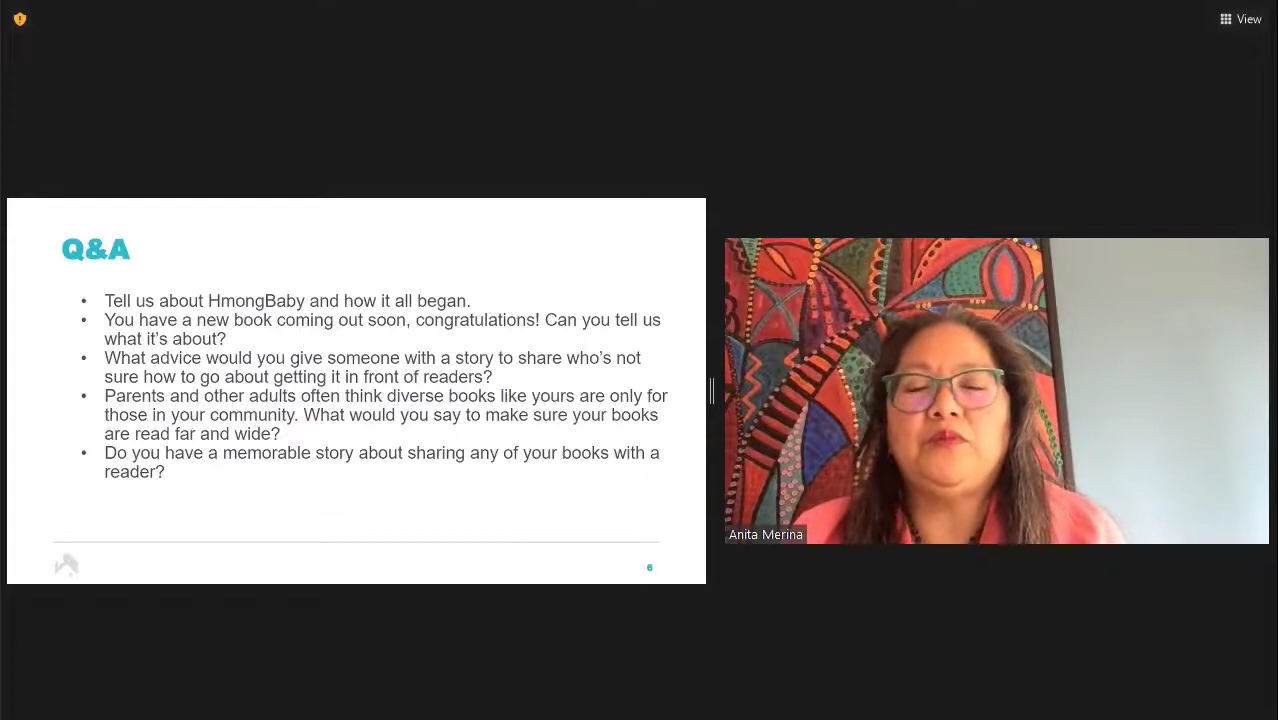 View
Q&A
• Tell us about HmongBaby and how it all began.
• You have a new book coming out soon, congratulations! Can you tell us
what it’s about?
• What advice would you give someone with a story to share who’s not
sure how to go about getting it in front of readers?
• Parents and other adults often think diverse books like yours are only for
those in your community. What would you say to make sure your books
are read far and wide?
• Do you have a memorable story about sharing any of your books with a
reader?
6
Anita Merina